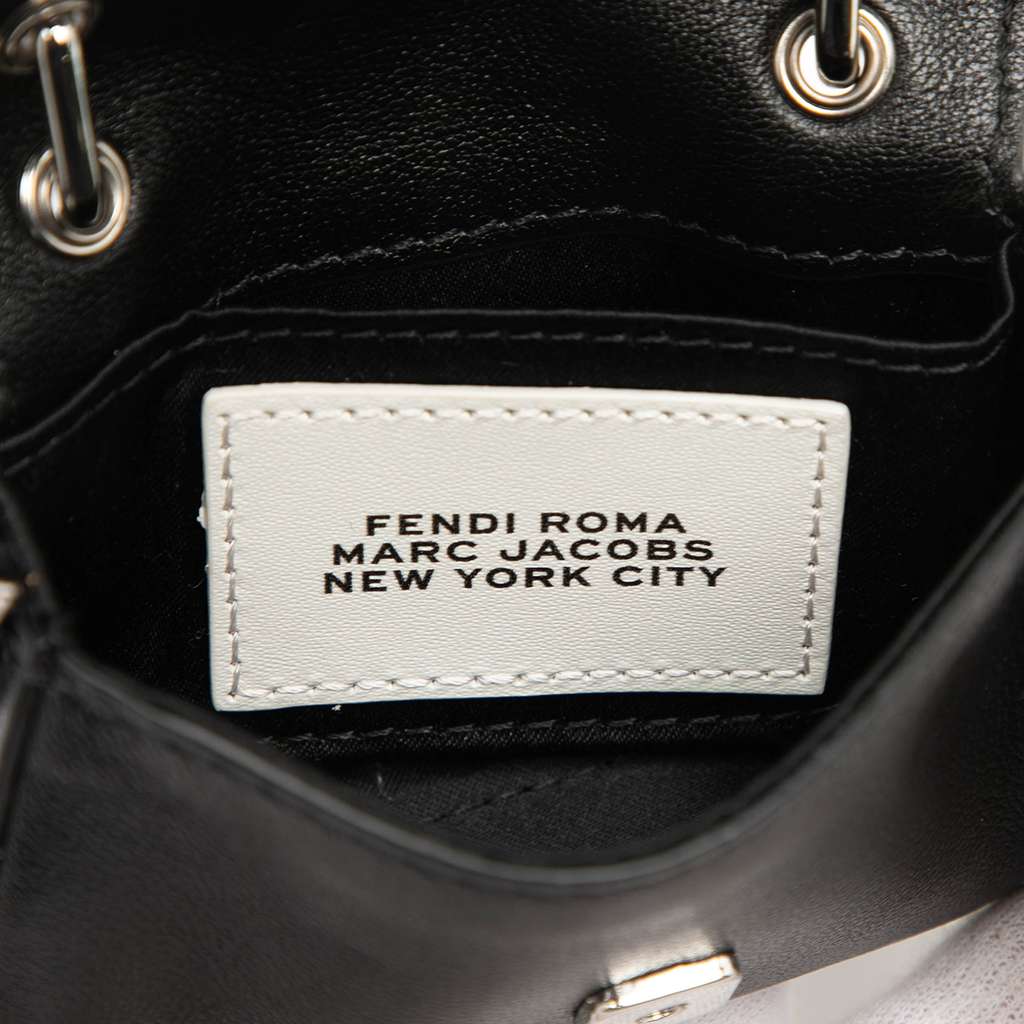 FENDI ROMA
MARC JACOBS
NEW YORK CITY